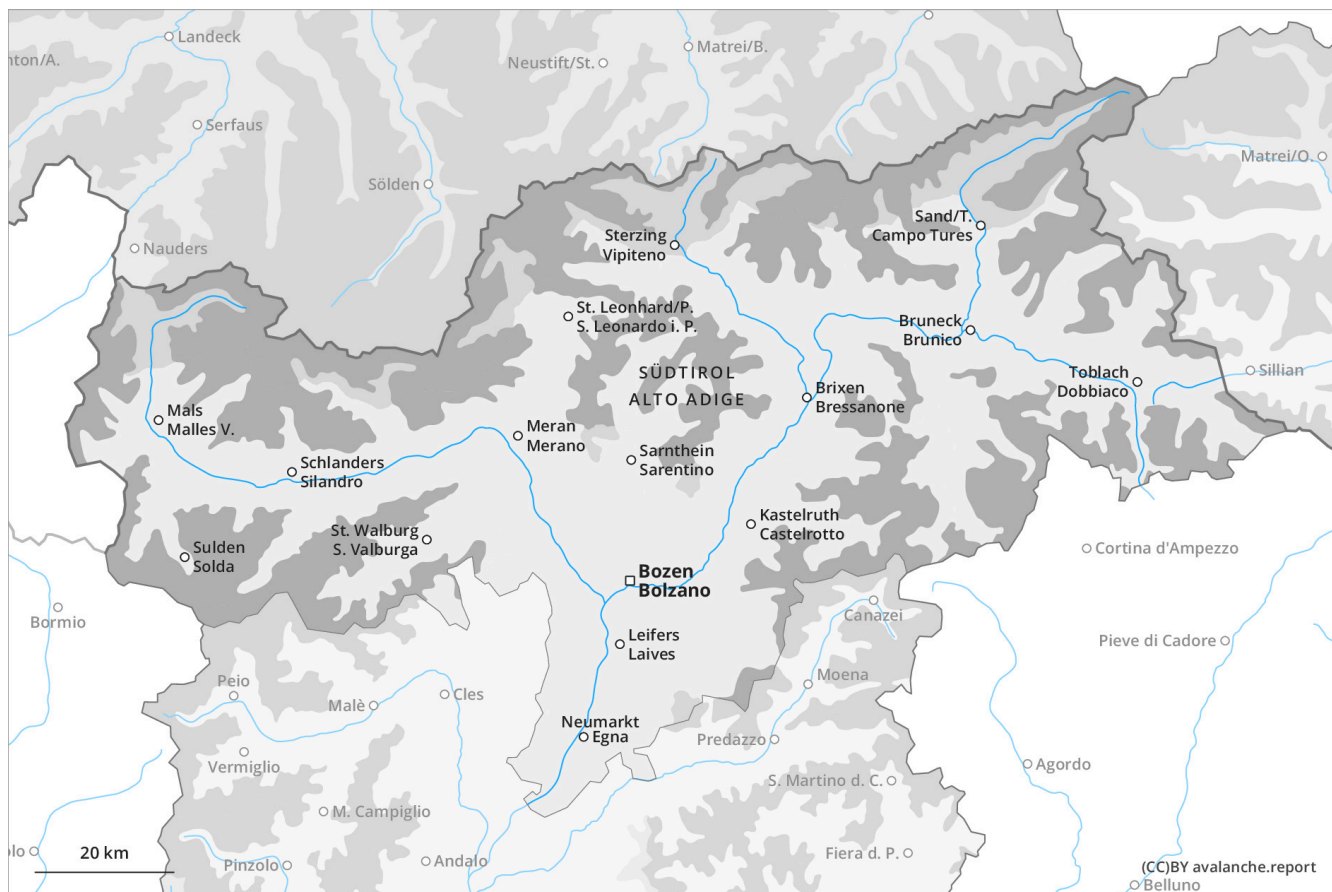 Landeck
nton/A.
Matrei/B.
Neustift/St.
Serfaus
Matrei/O.
Sölden
Sand/T.
Campo Tures
Nauders
Sterzing
Vipiteno
St. Leonhard/P.
S. Leonardo i. P.
Bruneck
Brunico
SÜDTIROL
ALTO ADIGE
Toblach
Dobbiaco
Sillian
Brixen
Bressanone
Mals
Malles V.
Meran
Merano
Schlanders
Silandro
Sarnthein
Sarentino
Kastelruth
Castelrotto
St. Walburg
S. Valburga
Sulden
Solda
Cortina d'Ampezzo
Bozen
Bolzano
Bormio
Canazei
Leifers
Laives
Pieve di Cadore
Peio
Moena
Malè
Cles
Neumarkt
Egna
Predazzo
Vermiglio
Agordo
S. Martino d. C.
M. Campiglio
olo
20 km
Pinzolo
Andalo
Fiera d. P.
(CC)BY avalanche.report
Belluno